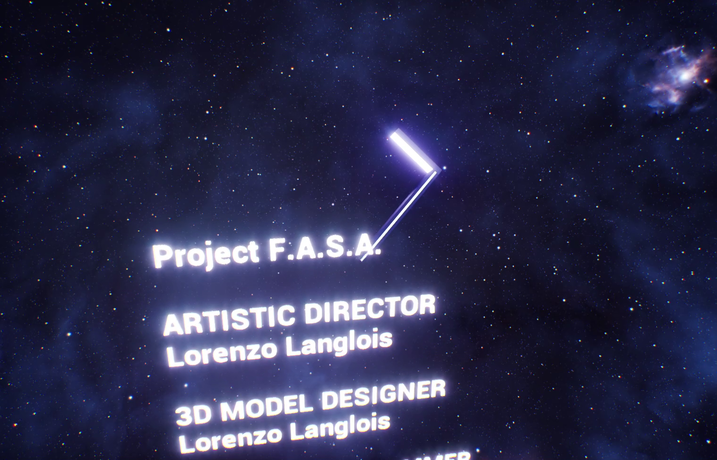 Project F.A.S.A.
ARTISTIC DIRECTOR
Lorenzo Langlois
3D MODEL DESIGNER
Lorenzo Langlois